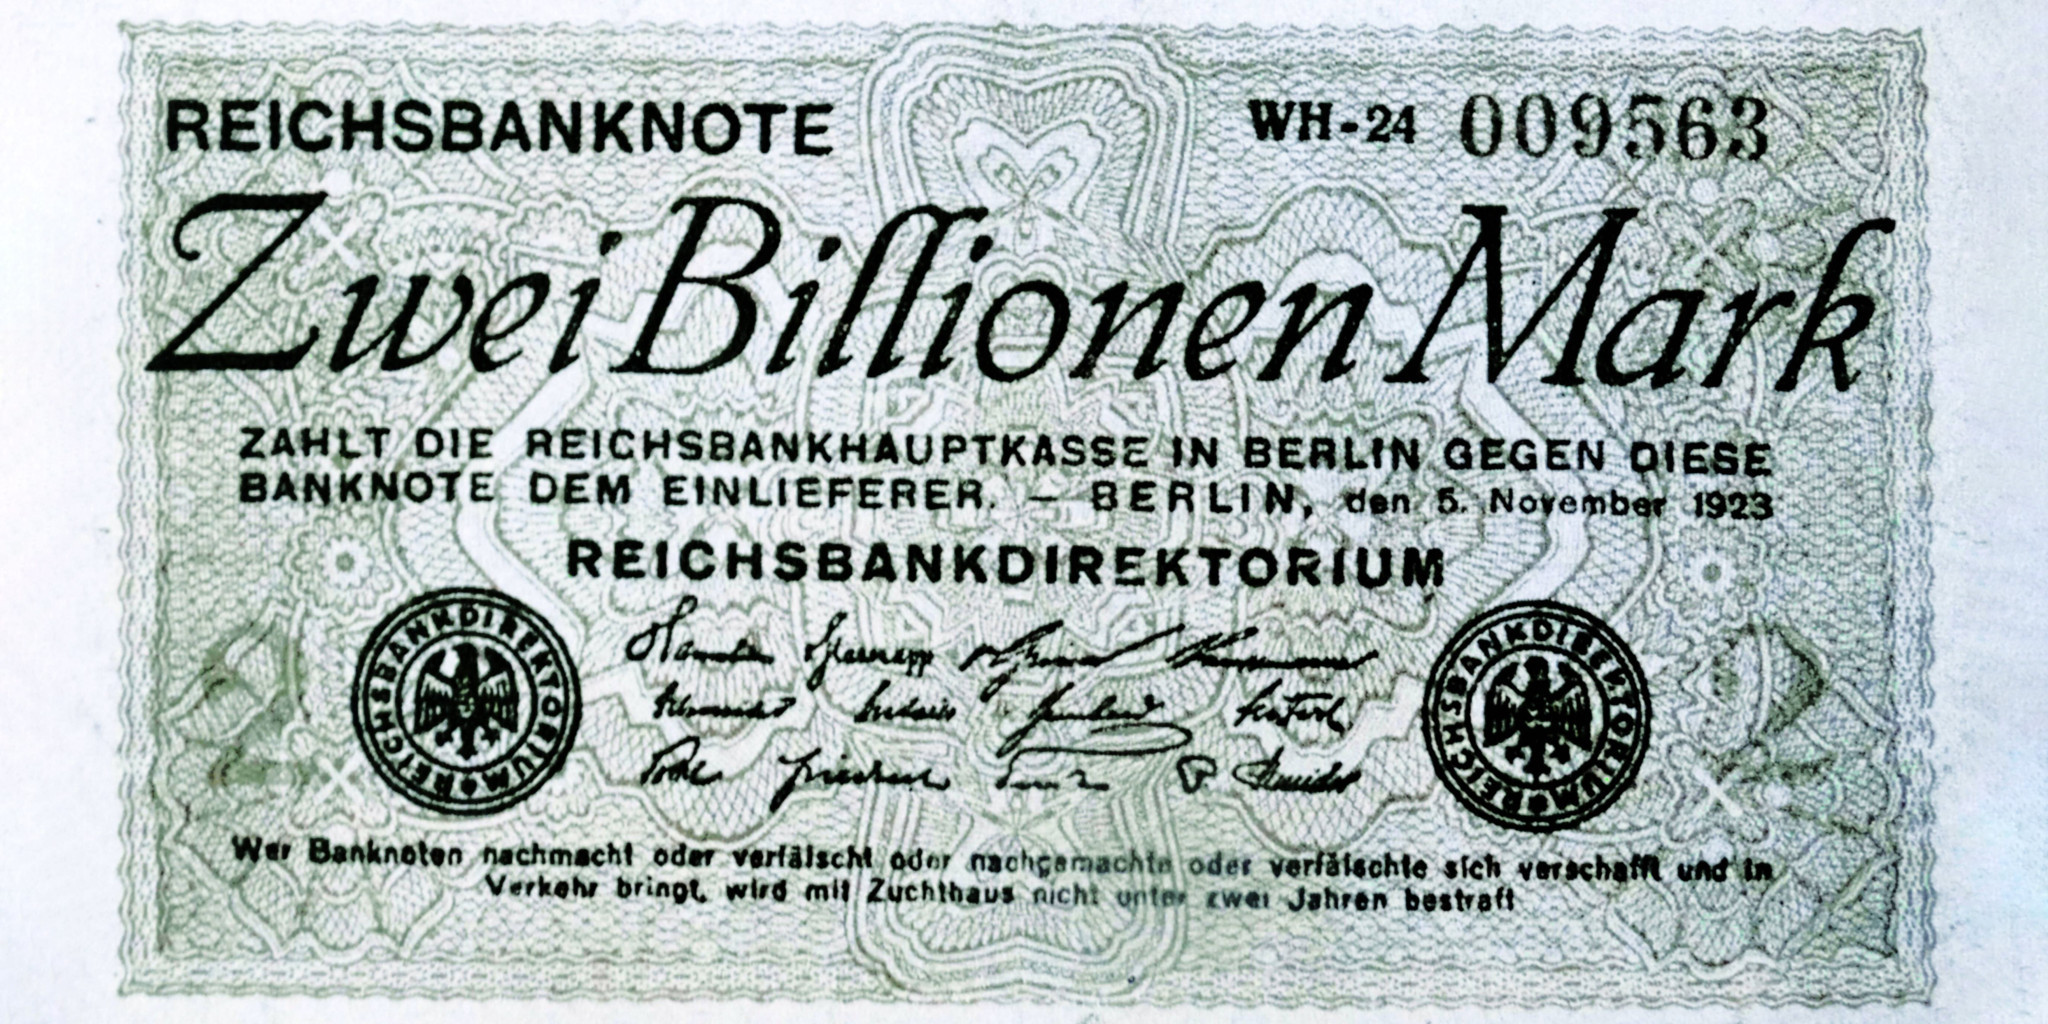 REICHSBANKNOTE WH-24 009563
Zwei Billionen Mark
ZAHLT DIE REICHSBANKHAUPTKASSE IN BERLIN GEGEN DIESE
BANKNOTE DEM EINLIEFERER. – BERLIN, den 5. November 1923
REICHSBANKDIREKTORIUM
REICHSBANKDIREKTORIUM
REICHSBANKDIREKTORIUM
Wer Banknoten nachmacht oder verfälscht oder nachgemachte oder verfälschte sich verschafft und in
Verkehr bringt, wird mit Zuchthaus nicht unter zwei Jahren bestraft